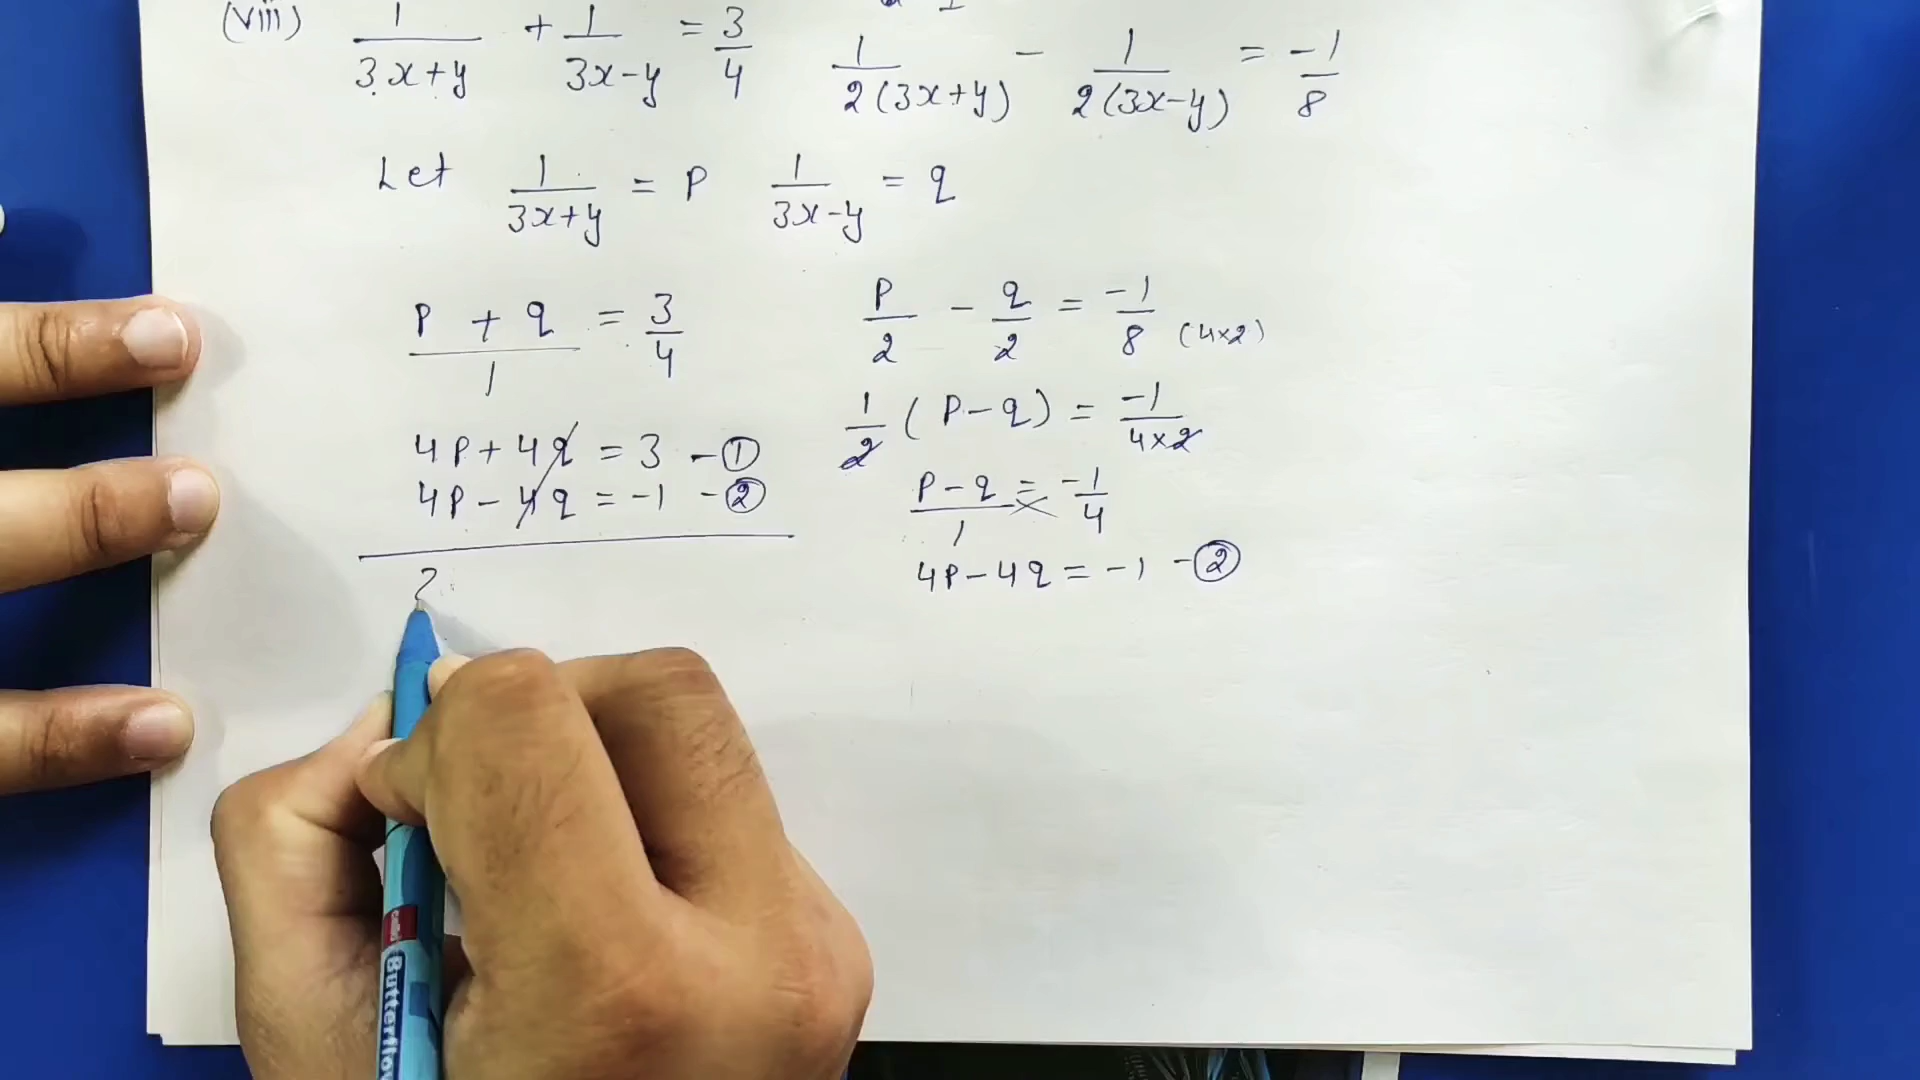 (viii) 1/(3x+y) + 1/(3x-y) = 3/4    1/(2(3x+y)) - 1/(2(3x-y)) = -1/8
Let 1/(3x+y) = P    1/(3x-y) = q
(P + q)/1 = 3/4
4P + 4q = 3 - ①
4P - 4q = -1 - ②
P/2 - q/2 = -1/8 (4×2)
1/2 (P - q) = -1/(4×2)
(P - q)/1 = -1/4
4P - 4q = -1 - ②
Butterflow